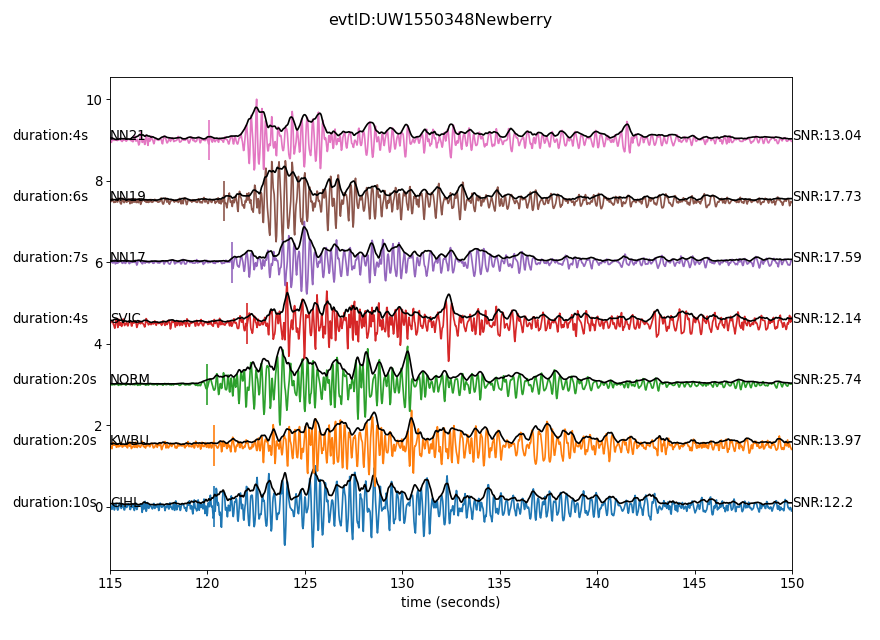 evtID:UW1550348Newberry
10
duration:4s NN21 SNR:13.04
8
duration:6s NN19 SNR:17.73
duration:7s NN17 SNR:17.59
6
duration:4s SVIC SNR:12.14
4
duration:20s NORM SNR:25.74
2
duration:20s KWBU SNR:13.97
duration:10s CIHL SNR:12.2
0
115 120 125 130 135 140 145 150
time (seconds)